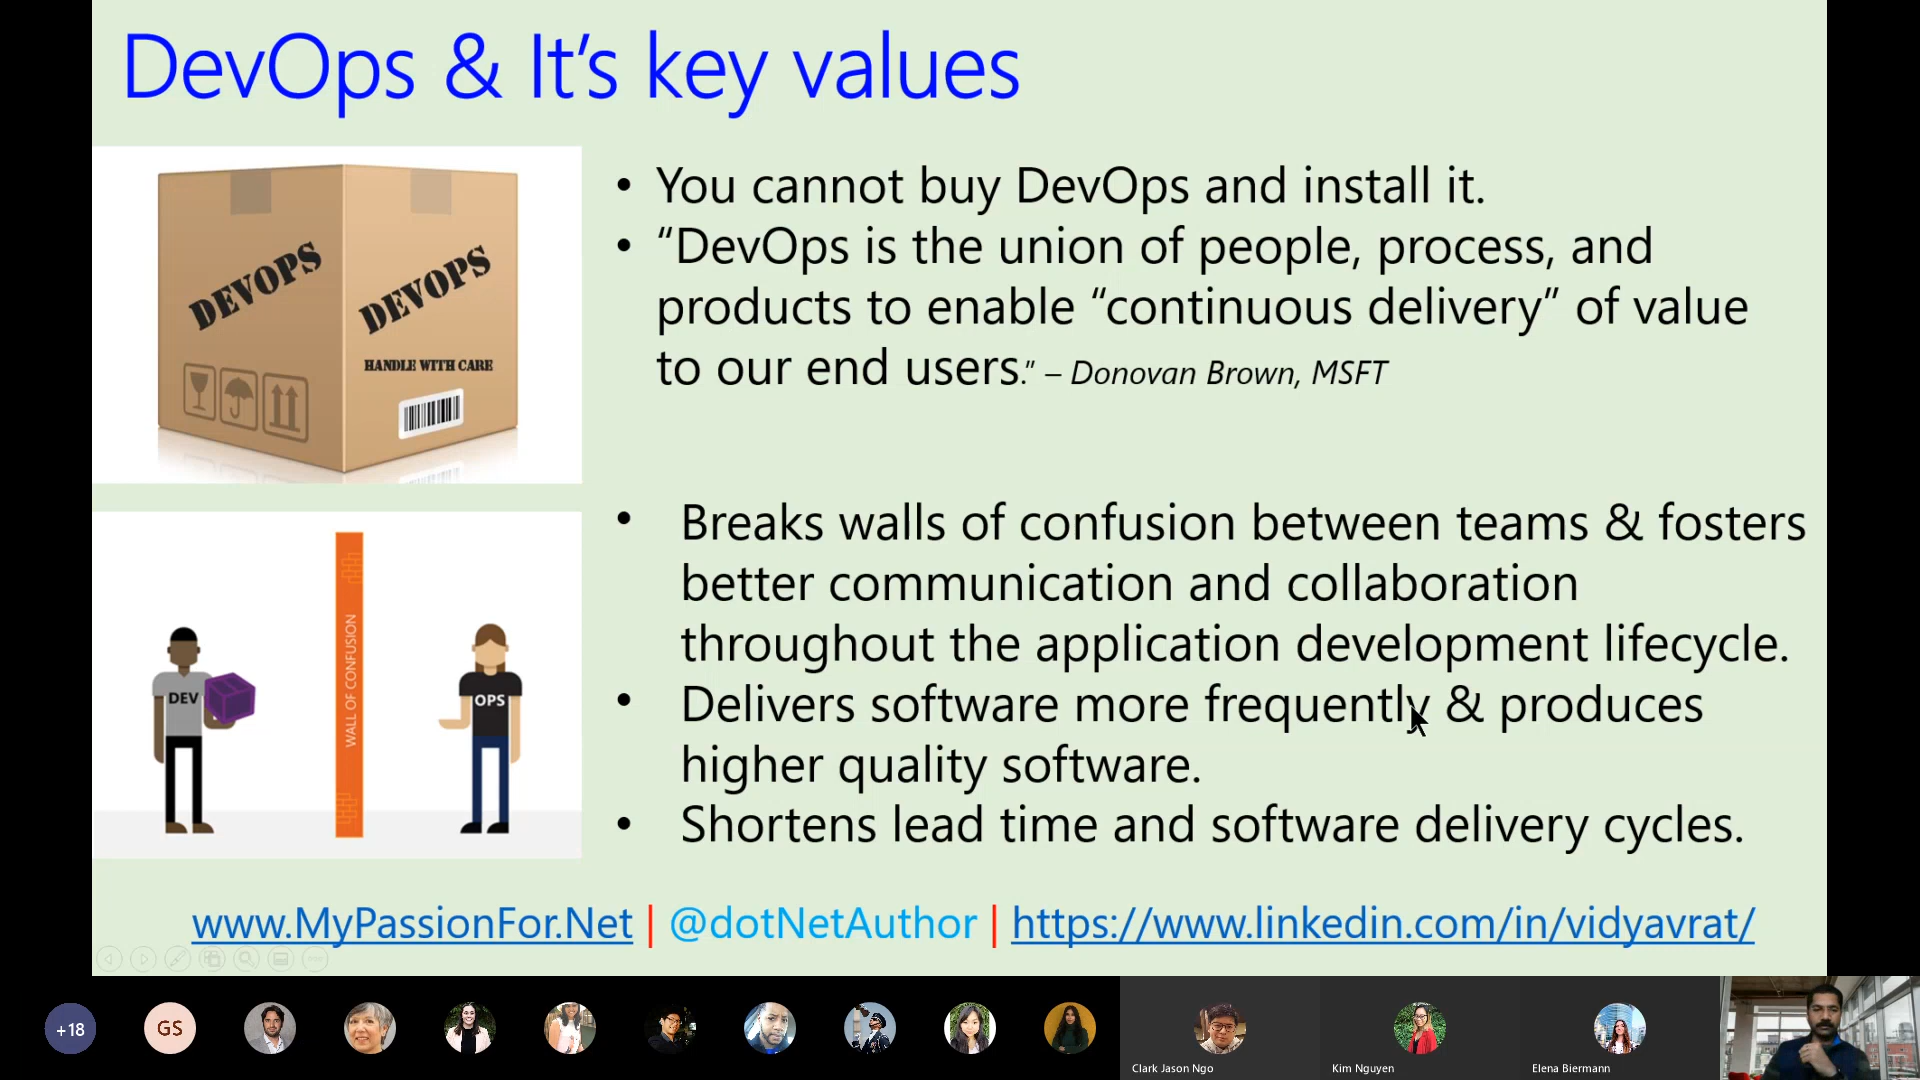 DevOps & It’s key values
DEVOPS
DEVOPS
HANDLE WITH CARE
• You cannot buy DevOps and install it.
• “DevOps is the union of people, process, and
products to enable “continuous delivery” of value
to our end users.” – Donovan Brown, MSFT
DEV
WALL OF CONFUSION
OPS
• Breaks walls of confusion between teams & fosters
better communication and collaboration
throughout the application development lifecycle.
• Delivers software more frequently & produces
higher quality software.
• Shortens lead time and software delivery cycles.
www.MyPassionFor.Net | @dotNetAuthor | https://www.linkedin.com/in/vidyavrat/
+18
GS
Clark Jason Ngo
Kim Nguyen
Elena Biermann